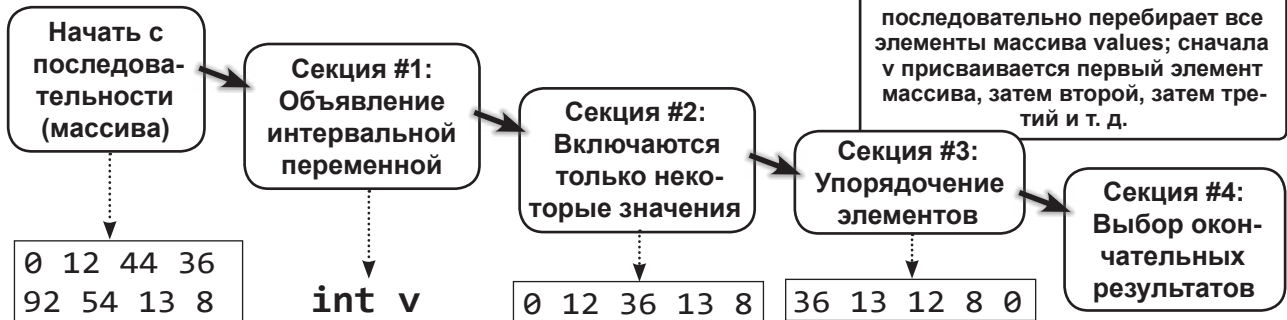 Начать с
последова-
тельности
(массива)
0 12 44 36
92 54 13 8
Секция #1:
Объявление
интервальной
переменной
int v
Секция #2:
Включаются
только неко-
торые значения
0 12 36 13 8
последовательно перебирает все
элементы массива values; сначала
v присваивается первый элемент
массива, затем второй, затем тре-
тий и т. д.
Секция #3:
Упорядочение
элементов
36 13 12 8 0
Секция #4:
Выбор окон-
чательных
результатов